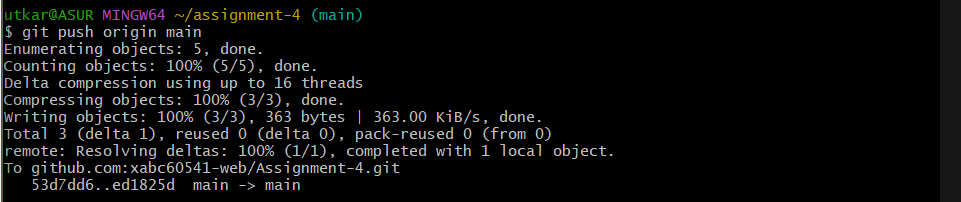 utkar@ASUR MINGW64 ~/assignment-4 (main)
$ git push origin main
Enumerating objects: 5, done.
Counting objects: 100% (5/5), done.
Delta compression using up to 16 threads
Compressing objects: 100% (3/3), done.
Writing objects: 100% (3/3), 363 bytes | 363.00 KiB/s, done.
Total 3 (delta 1), reused 0 (delta 0), pack-reused 0 (from 0)
remote: Resolving deltas: 100% (1/1), completed with 1 local object.
To github.com:xabc60541-web/Assignment-4.git
   53d7dd6..ed1825d  main -> main